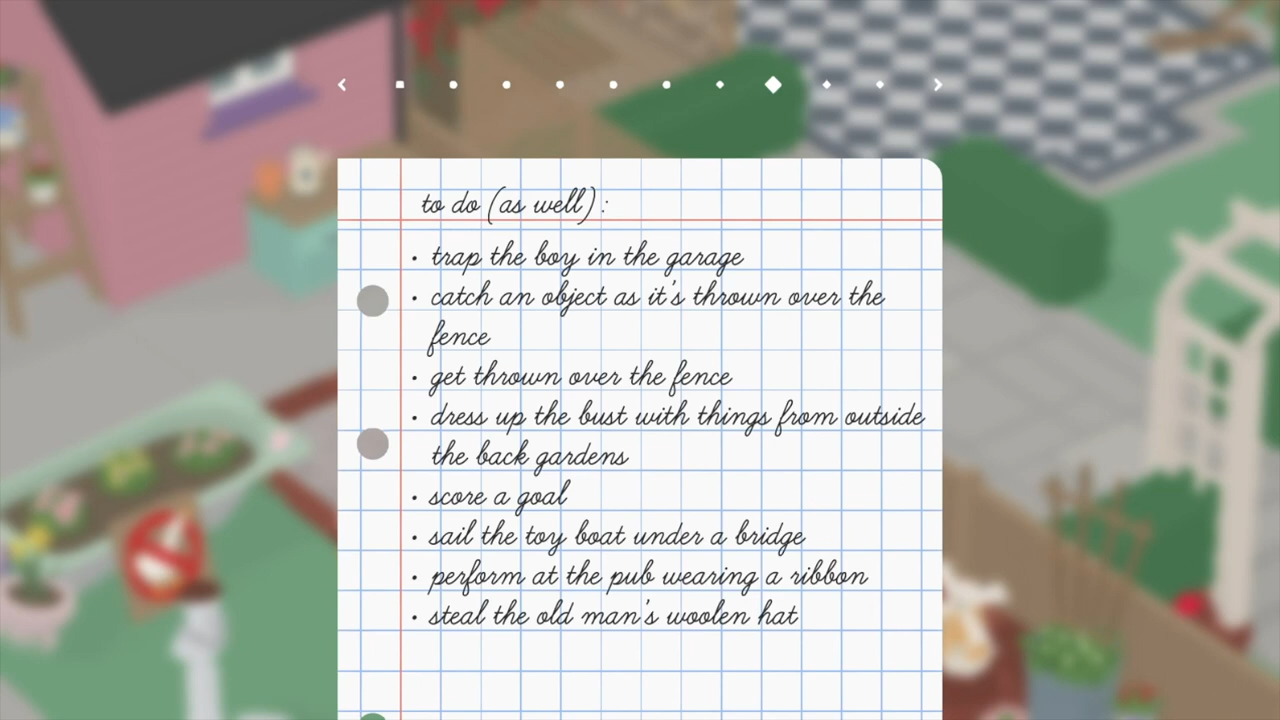 to do (as well) :
• trap the boy in the garage
• catch an object as it's thrown over the
fence
• get thrown over the fence
• dress up the bust with things from outside
the back gardens
• score a goal
• sail the toy boat under a bridge
• perform at the pub wearing a ribbon
• steal the old man's woolen hat